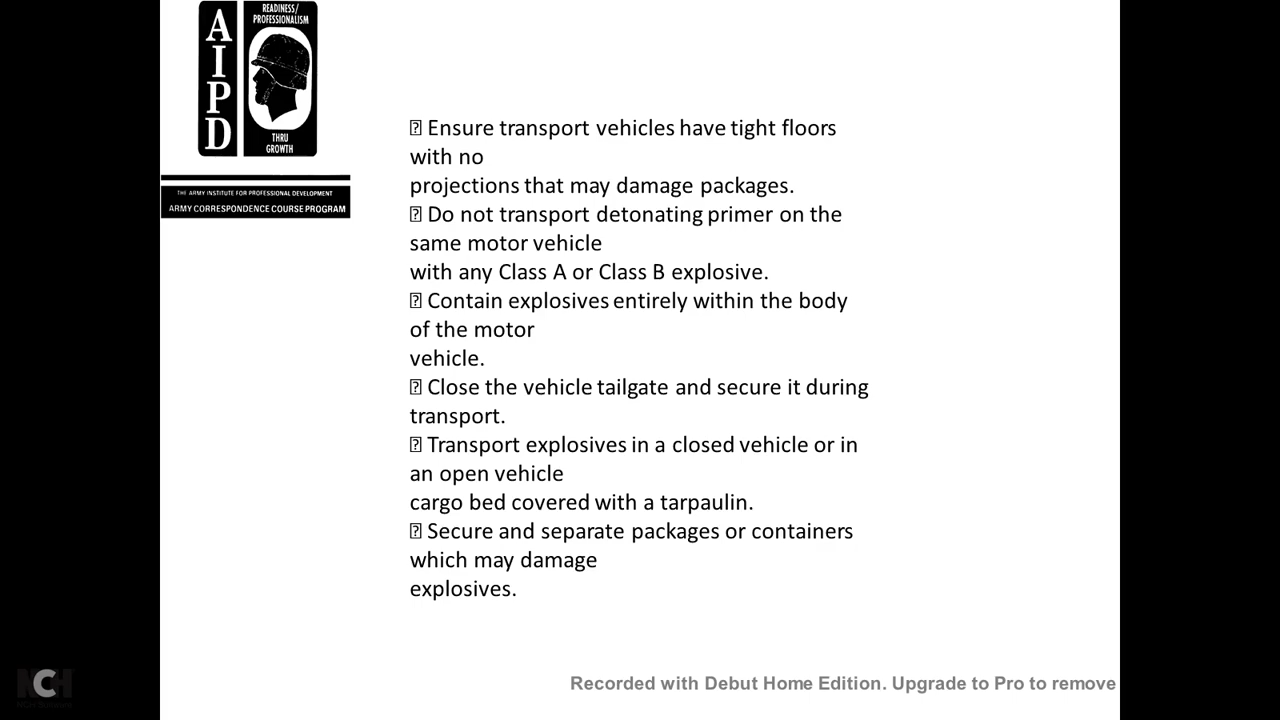 AIPD
READINESS/
PROFESSIONALISM
THRU
GROWTH
THE ARMY INSTITUTE FOR PROFESSIONAL DEVELOPMENT
ARMY CORRESPONDENCE COURSE PROGRAM
⍰ Ensure transport vehicles have tight floors
with no
projections that may damage packages.
⍰ Do not transport detonating primer on the
same motor vehicle
with any Class A or Class B explosive.
⍰ Contain explosives entirely within the body
of the motor
vehicle.
⍰ Close the vehicle tailgate and secure it during
transport.
⍰ Transport explosives in a closed vehicle or in
an open vehicle
cargo bed covered with a tarpaulin.
⍰ Secure and separate packages or containers
which may damage
explosives.
NCH
Recorded with Debut Home Edition. Upgrade to Pro to remove